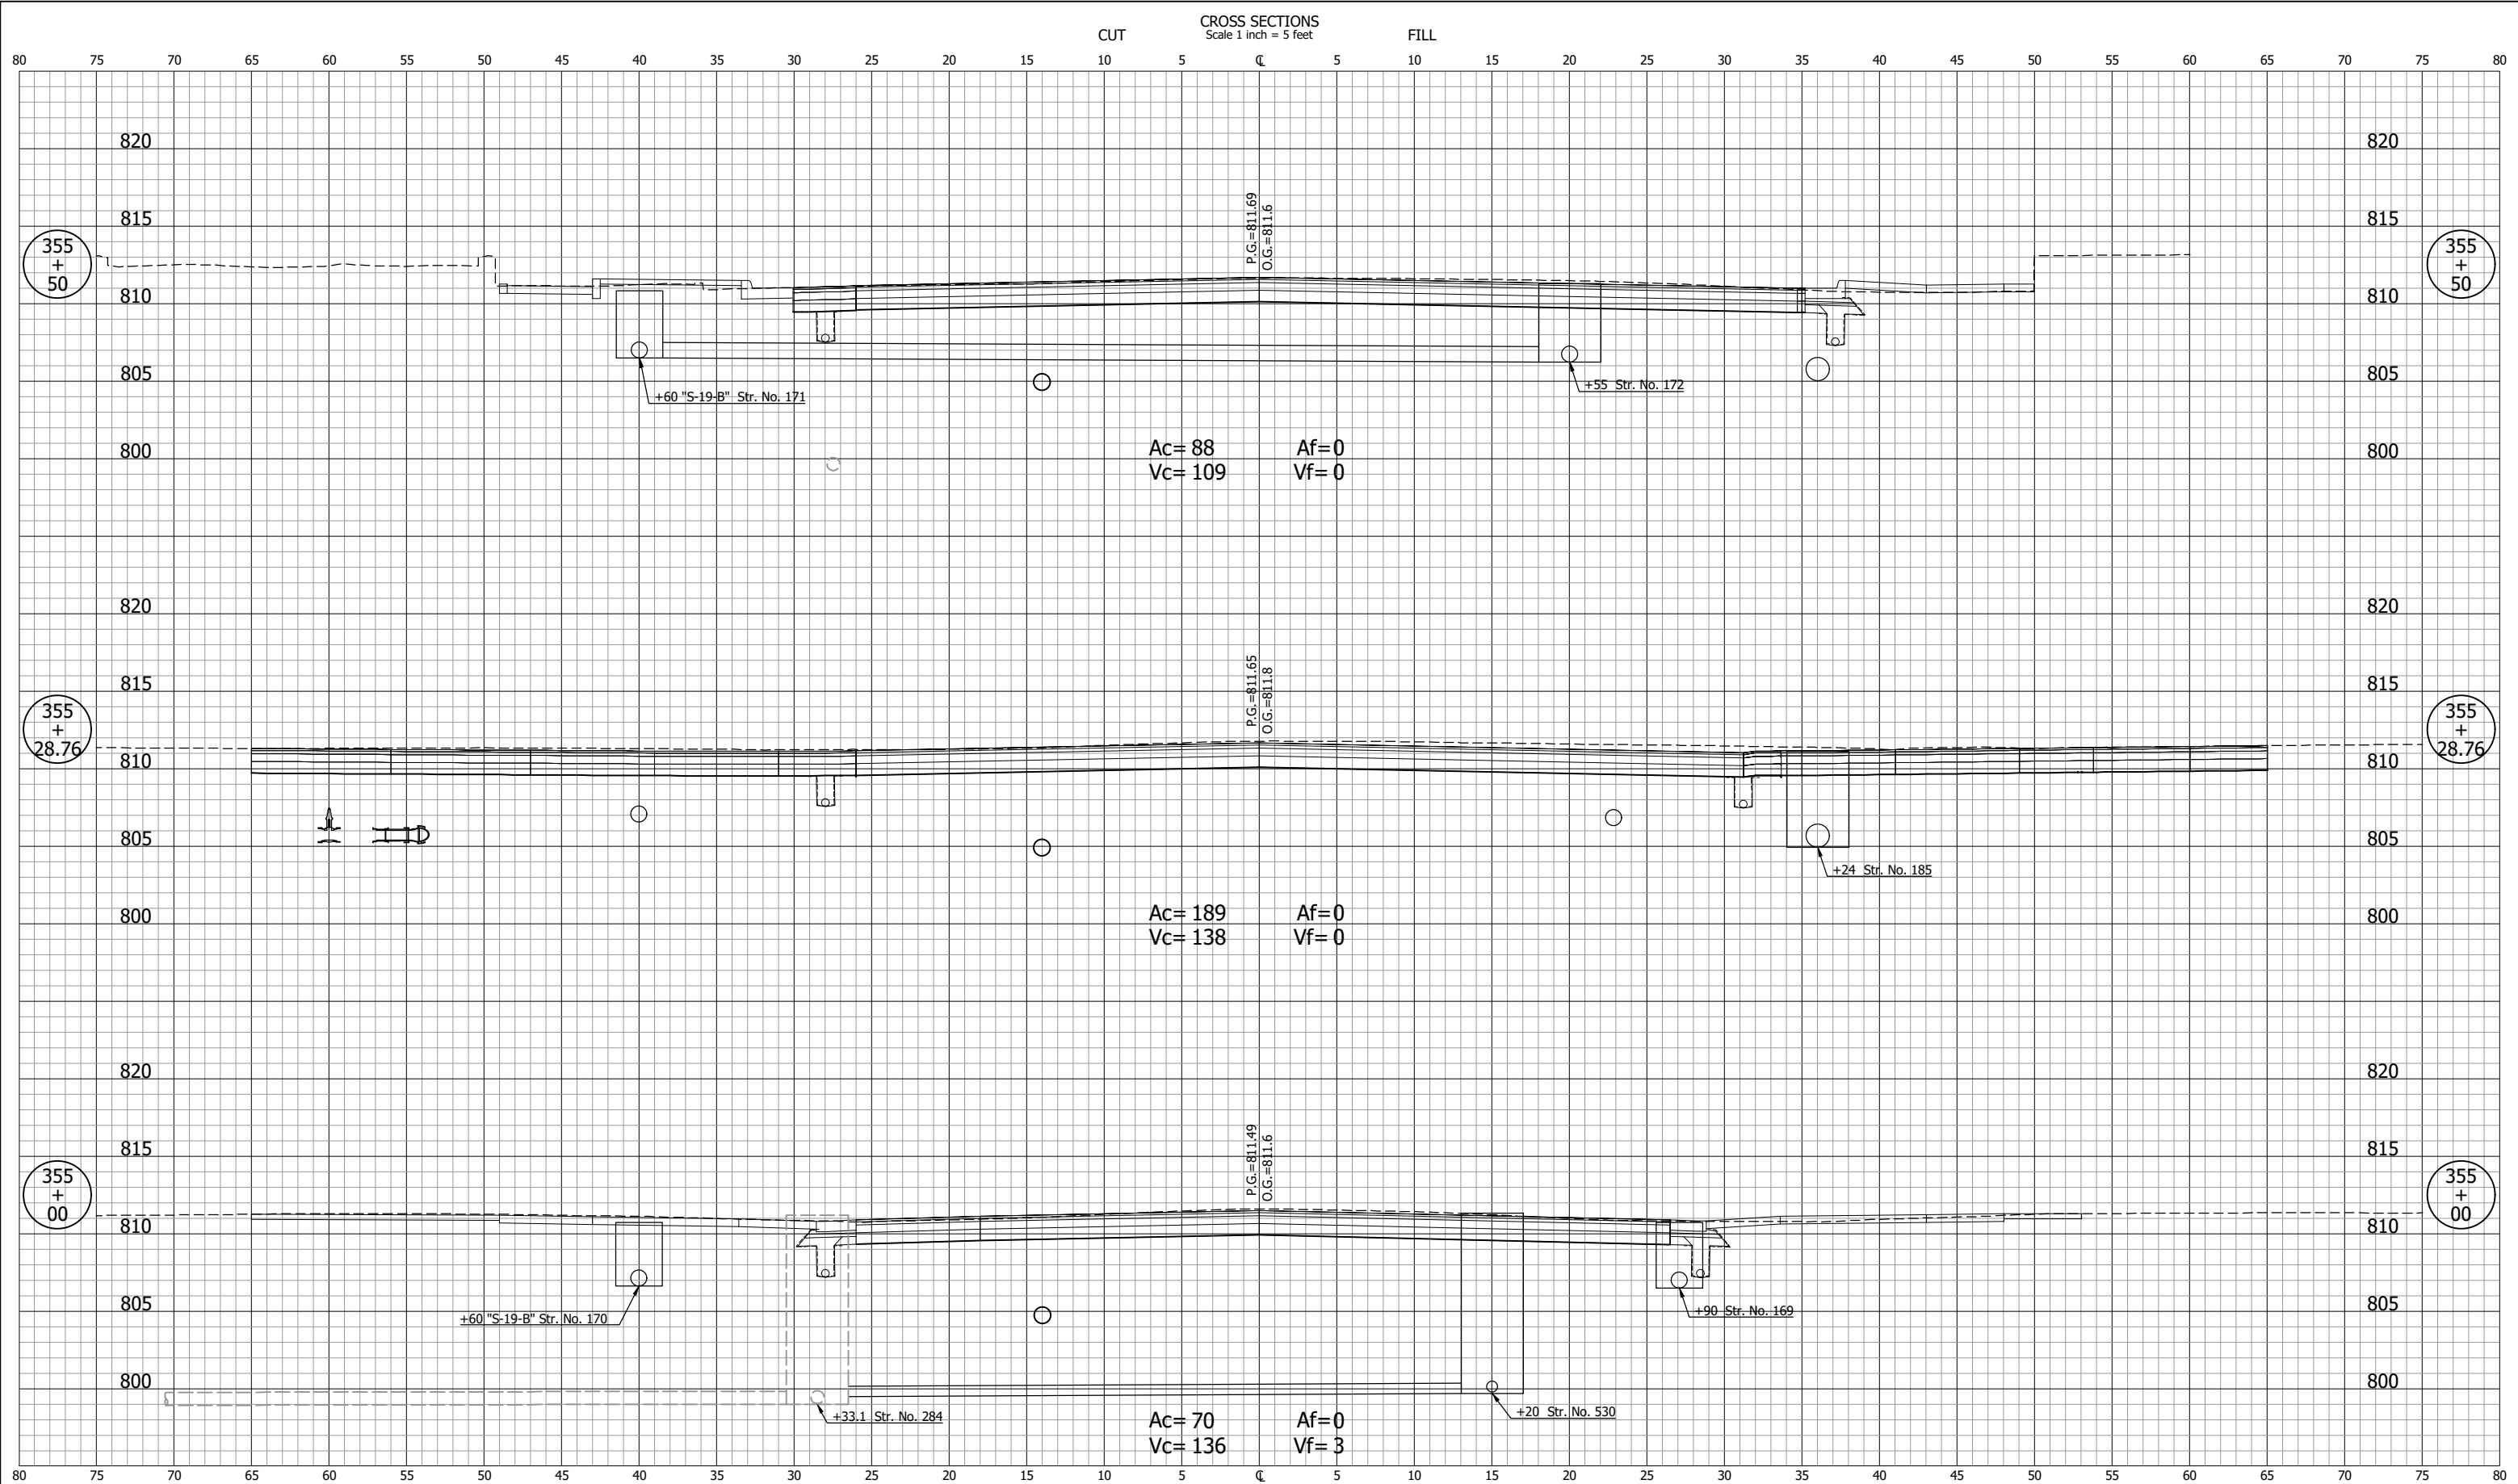 CROSS SECTIONS
CUT Scale 1 inch = 5 feet FILL
80 75 70 65 60 55 50 45 40 35 30 25 20 15 10 5 ℄ 5 10 15 20 25 30 35 40 45 50 55 60 65 70 75 80
820 820
P.G.=811.69
O.G.=811.6
815 815
355 + 50
355 + 50
810 810
805 805
+60 "S-19-B" Str. No. 171
+55 Str. No. 172
800 800
Ac= 88 Af=0
Vc= 109 Vf= 0
820 820
P.G.=811.65
O.G.=811.8
815 815
355 + 28.76
355 + 28.76
810 810
805 805
+24 Str. No. 185
800 800
Ac= 189 Af=0
Vc= 138 Vf= 0
820 820
P.G.=811.49
O.G.=811.6
815 815
355 + 00
355 + 00
810 810
805 805
+60 "S-19-B" Str. No. 170
+90 Str. No. 169
800 800
+33.1 Str. No. 284
+20 Str. No. 530
Ac= 70 Af=0
Vc= 136 Vf= 3
80 75 70 65 60 55 50 45 40 35 30 25 20 15 10 5 ℄ 5 10 15 20 25 30 35 40 45 50 55 60 65 70 75 80